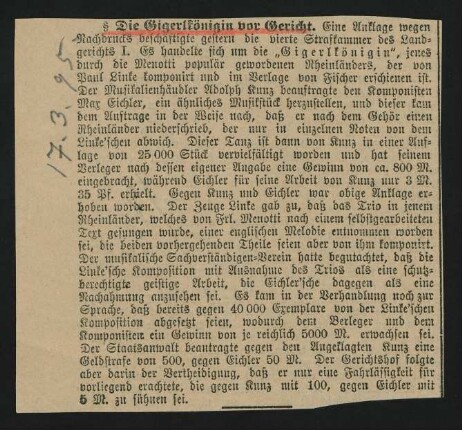 § Die Gigerlkönigin vor Gericht. Eine Anklage wegen
Nachdrucks beschäftigte gestern die vierte Strafkammer des Land-
gerichts I. Es handelte sich um die „Gigerlkönigin“, jenes
durch die Menotti populär gewordenen Rheinländers, der von
Paul Linke komponirt und im Verlage von Fischer erschienen ist.
Der Musikalienhändler Adolph Kunz beauftragte den Komponisten
Max Eichler, ein ähnliches Musikstück herzustellen, und dieser kam
dem Auftrage in der Weise nach, daß er nach dem Gehör einen
Rheinländer niederschrieb, der nur in einzelnen Noten von dem
Linke'schen abwich. Dieser Tanz ist dann von Kunz in einer Auf-
lage von 25 000 Stück vervielfältigt worden und hat seinem
Verleger nach dessen eigener Angabe eine Gewinn von ca. 800 M.
eingebracht, während Eichler für seine Arbeit von Kunz nur 3 M.
35 Pf. erhielt. Gegen Kunz und Eichler war obige Anklage er-
hoben worden. Der Zeuge Linke gab zu, daß das Trio in jenem
Rheinländer, welches von Frl. Menotti nach einem selbstgearbeiteten
Text gesungen wurde, einer englischen Melodie entnommen worden
sei, die beiden vorhergehenden Theile seien aber von ihm komponirt.
Der musikalische Sachverständigen-Verein hatte begutachtet, daß die
Linke'sche Komposition mit Ausnahme des Trios als eine schutz-
berechtigte geistige Arbeit, die Eichler'sche dagegen als eine
Nachahmung anzusehen sei. Es kam in der Verhandlung noch zur
Sprache, daß bereits gegen 40 000 Exemplare von der Linke'schen
Komposition abgesetzt seien, wodurch dem Verleger und dem
Komponisten ein Gewinn von je reichlich 5000 M. erwachsen sei.
Der Staatsanwalt beantragte gegen den Angeklagten Kunz eine
Geldstrafe von 500, gegen Eichler 50 M. Der Gerichtshof folgte
aber darin der Vertheidigung, daß er nur eine Fahrlässigkeit für
vorliegend erachtete, die gegen Kunz mit 100, gegen Eichler mit
5 M. zu sühnen sei.
17. 3. 95